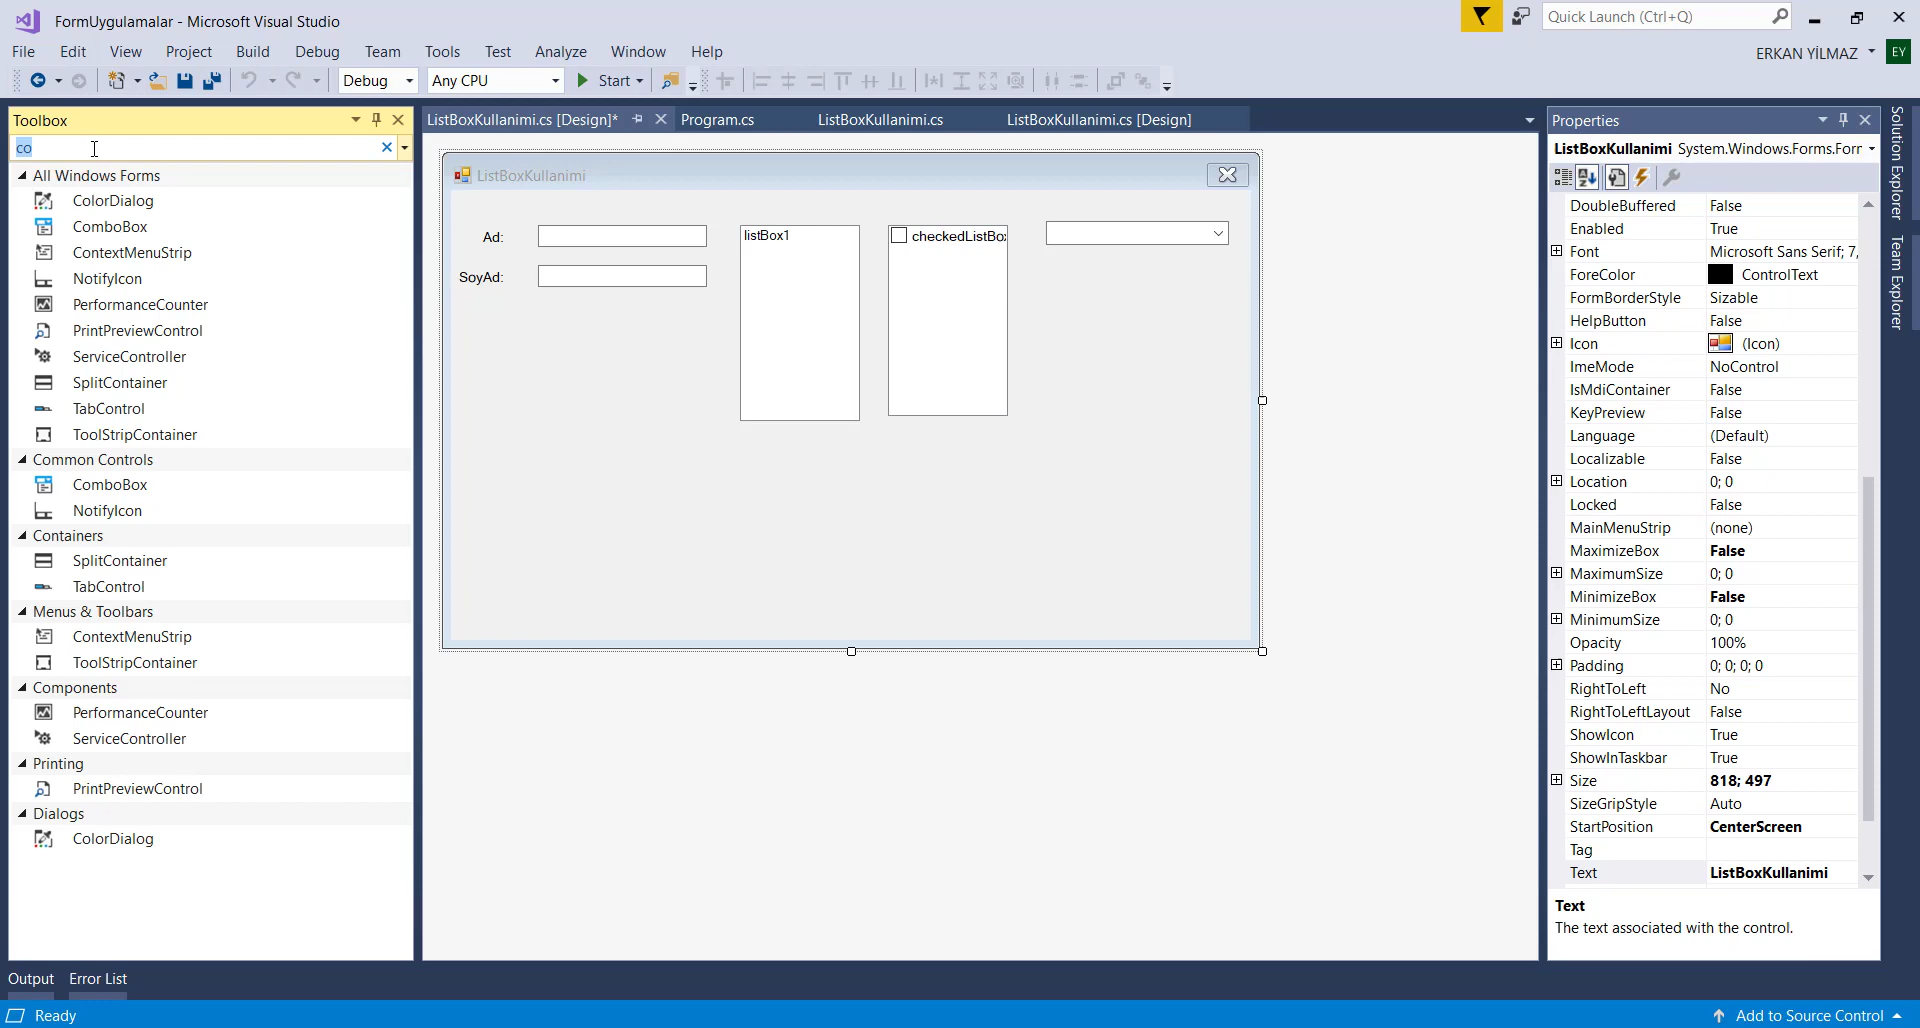 FormUygulamalar - Microsoft Visual Studio
Quick Launch (Ctrl+Q)
File Edit View Project Build Debug Team Tools Test Analyze Window Help
ERKAN YİLMAZ EY
Debug Any CPU Start
Toolbox
co
All Windows Forms
ColorDialog
ComboBox
ContextMenuStrip
NotifyIcon
PerformanceCounter
PrintPreviewControl
ServiceController
SplitContainer
TabControl
ToolStripContainer
Common Controls
ComboBox
NotifyIcon
Containers
SplitContainer
TabControl
Menus & Toolbars
ContextMenuStrip
ToolStripContainer
Components
PerformanceCounter
ServiceController
Printing
PrintPreviewControl
Dialogs
ColorDialog
ListBoxKullanimi.cs [Design]* Program.cs ListBoxKullanimi.cs ListBoxKullanimi.cs [Design]
ListBoxKullanimi
Ad:
SoyAd:
listBox1
checkedListBo
Properties
ListBoxKullanimi System.Windows.Forms.Forr
DoubleBuffered False
Enabled True
Font Microsoft Sans Serif; 7,
ForeColor ControlText
FormBorderStyle Sizable
HelpButton False
Icon (Icon)
ImeMode NoControl
IsMdiContainer False
KeyPreview False
Language (Default)
Localizable False
Location 0; 0
Locked False
MainMenuStrip (none)
MaximizeBox False
MaximumSize 0; 0
MinimizeBox False
MinimumSize 0; 0
Opacity 100%
Padding 0; 0; 0; 0
RightToLeft No
RightToLeftLayout False
ShowIcon True
ShowInTaskbar True
Size 818; 497
SizeGripStyle Auto
StartPosition CenterScreen
Tag
Text ListBoxKullanimi
Text
The text associated with the control.
Solution Explorer
Team Explorer
Output Error List
Ready
Add to Source Control